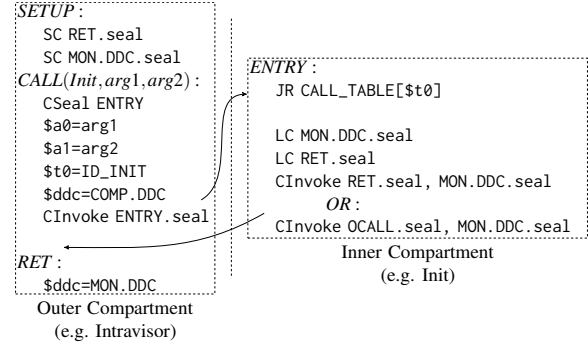 SETUP :
SC RET.seal
SC MON.DDC.seal
CALL(Init,arg1,arg2) :
CSeal ENTRY
$a0=arg1
$a1=arg2
$t0=ID_INIT
$ddc=COMP.DDC
CInvoke ENTRY.seal
RET :
$ddc=MON.DDC
Outer Compartment
(e.g. Intravisor)
ENTRY :
JR CALL_TABLE[$t0]
LC MON.DDC.seal
LC RET.seal
CInvoke RET.seal, MON.DDC.seal
OR :
CInvoke OCALL.seal, MON.DDC.seal
Inner Compartment
(e.g. Init)